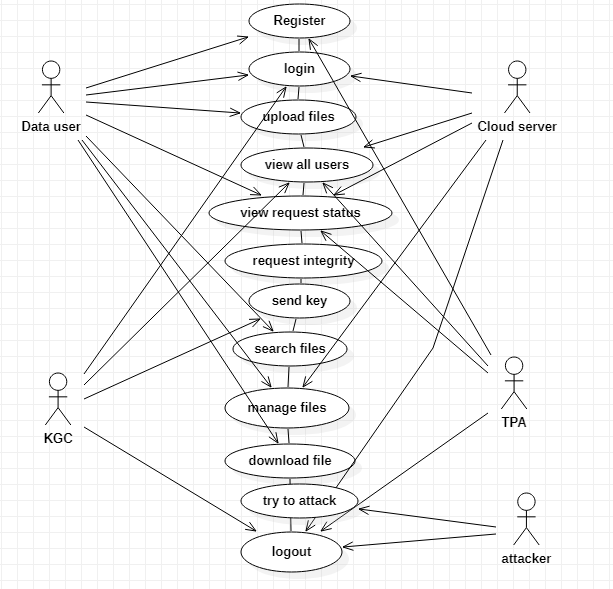 Register
login
Data user
Cloud server
upload files
view all users
view request status
request integrity
send key
search files
manage files
KGC
TPA
download file
try to attack
logout
attacker